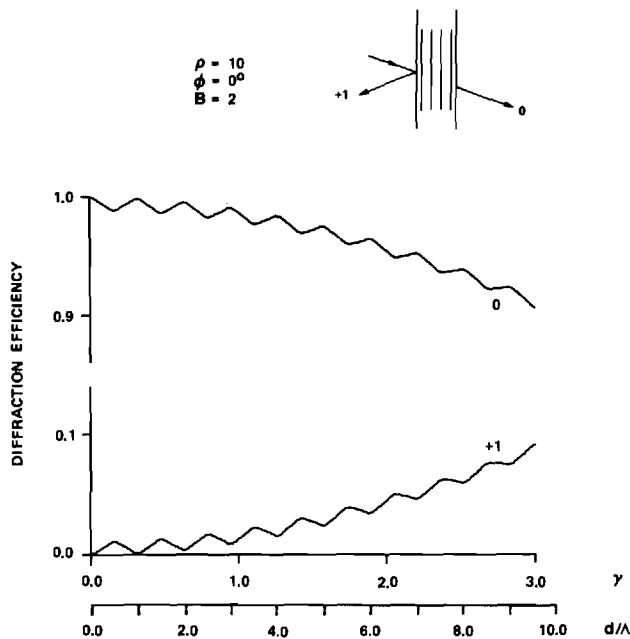 ρ = 10
ϕ = 0°
B = 2
+1
0
1.0
0.9
0
DIFFRACTION EFFICIENCY
0.1
+1
0.0
0.0 1.0 2.0 3.0 γ
0.0 2.0 4.0 6.0 8.0 10.0 d/Λ